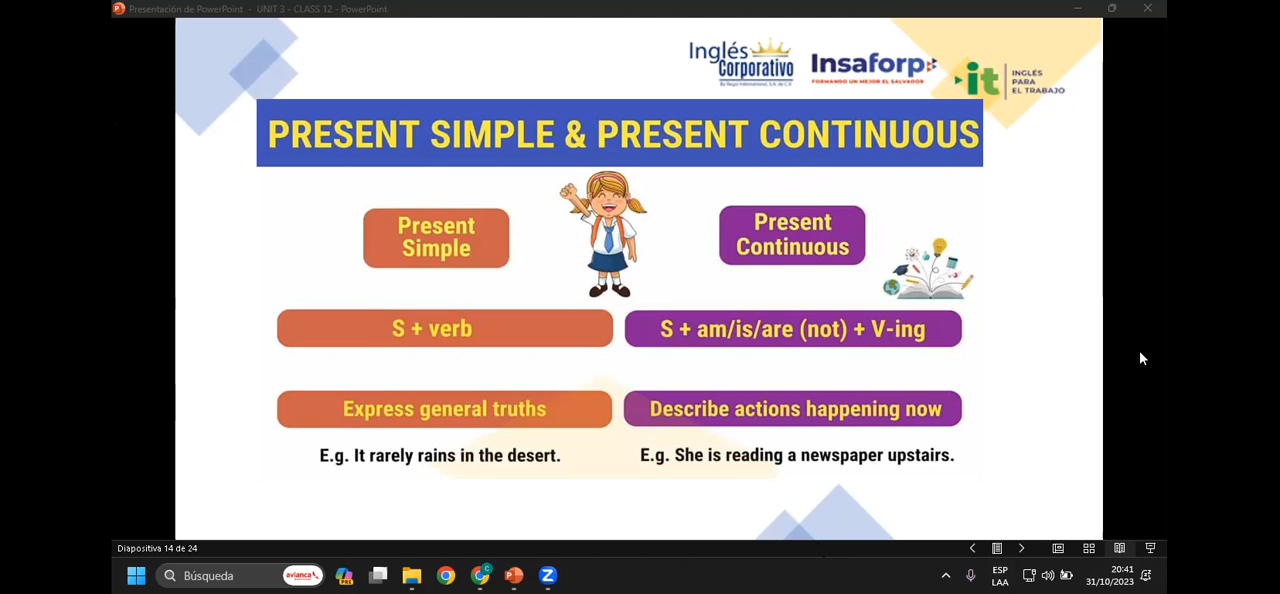 Presentación de PowerPoint - UNIT 3 - CLASS 12 - PowerPoint
Inglés
Corporativo
Insaforp
FORMANDO UN MEJOR EL SALVADOR
it
INGLÉS
PARA
EL TRABAJO
PRESENT SIMPLE & PRESENT CONTINUOUS
Present
Simple
Present
Continuous
S + verb
S + am/is/are (not) + V-ing
Express general truths
Describe actions happening now
E.g. It rarely rains in the desert.
E.g. She is reading a newspaper upstairs.
Diapositiva 14 de 24
Búsqueda
avianca
PRE
C
ESP
LAA
20:41
31/10/2023